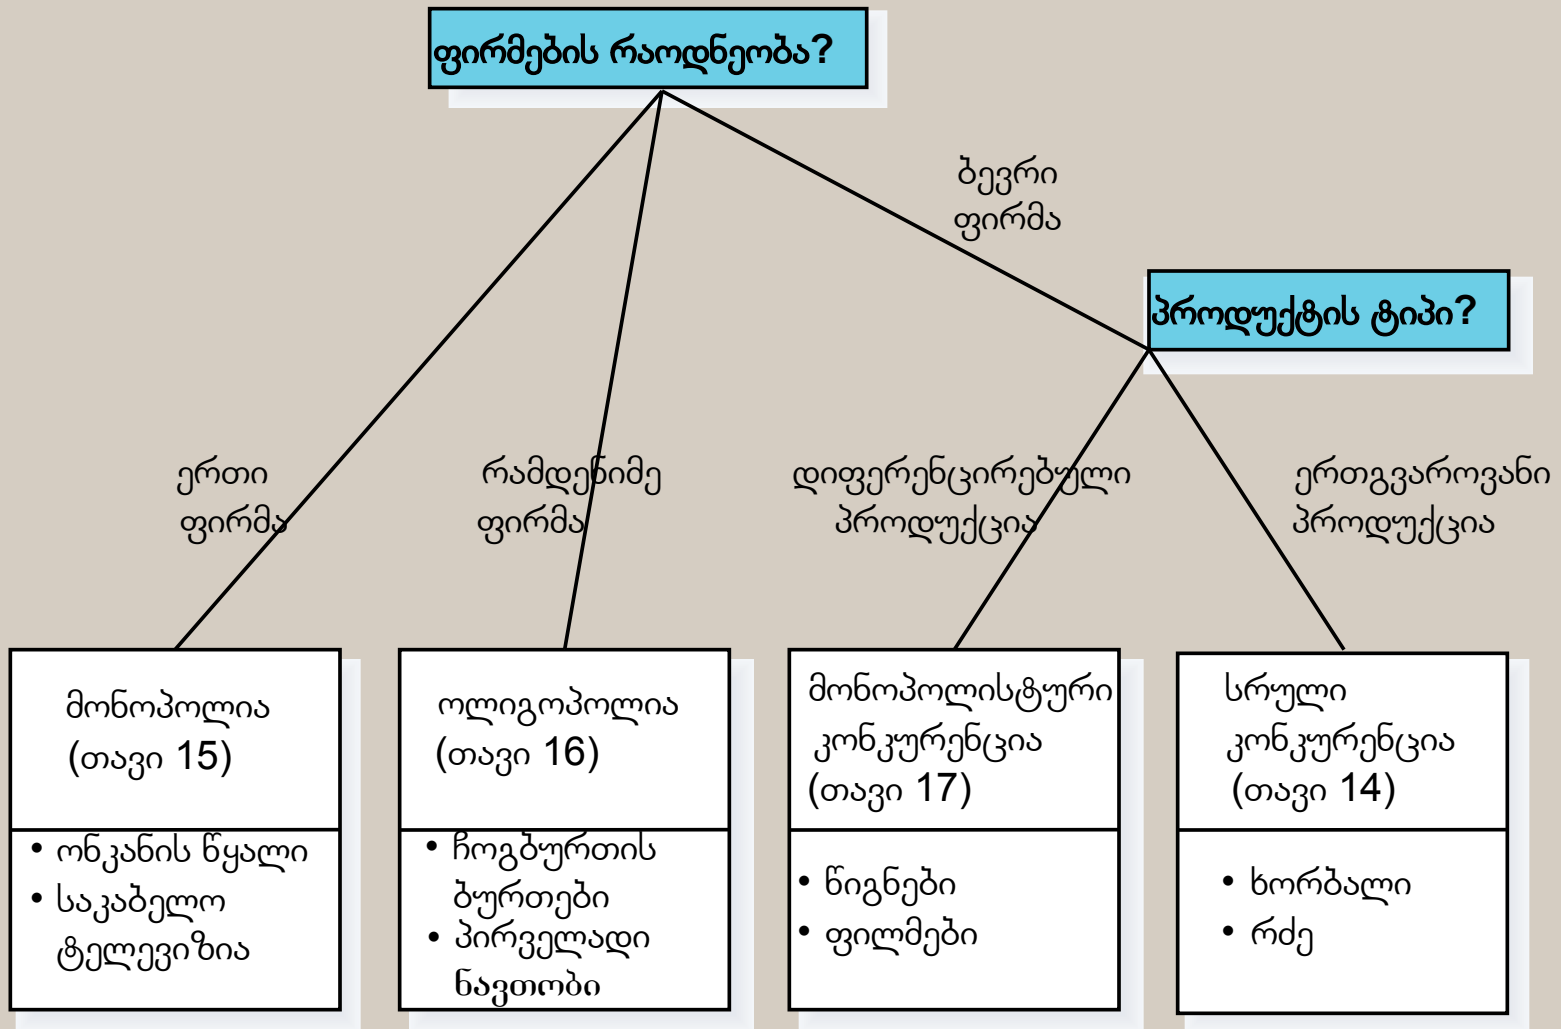 ფირმების რაოდნეობა?
ბევრი
ფირმა
პროდუქტის ტიპი?
ერთი
ფირმა
რამდენიმე
ფირმა
დიფერენცირებული
პროდუქცია
ერთგვაროვანი
პროდუქცია
მონოპოლია
(თავი 15)
• ონკანის წყალი
• საკაბელო
ტელევიზია
ოლიგოპოლია
(თავი 16)
• ჩოგბურთის
ბურთები
• პირველადი
ნავთობი
მონოპოლისტური
კონკურენცია
(თავი 17)
• წიგნები
• ფილმები
სრული
კონკურენცია
(თავი 14)
• ხორბალი
• რძე